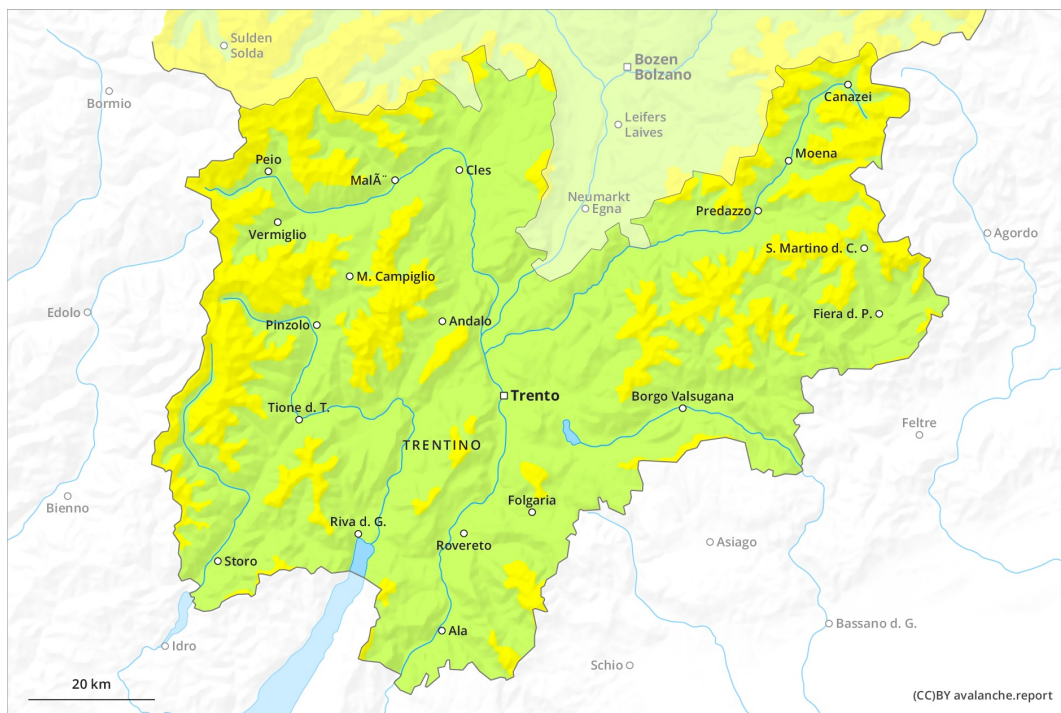 Sulden
Solda
Bozen
Bolzano
Bormio
Canazei
Leifers
Laives
Moena
Peio
MalÃ¨
Cles
Neumarkt
Egna
Predazzo
Vermiglio
Agordo
S. Martino d. C.
M. Campiglio
Edolo
Pinzolo
Andalo
Fiera d. P.
Trento
Borgo Valsugana
Tione d. T.
Feltre
TRENTINO
Bienno
Folgaria
Riva d. G.
Rovereto
Asiago
Storo
Bassano d. G.
Ala
Idro
Schio
20 km
(CC)BY avalanche.report